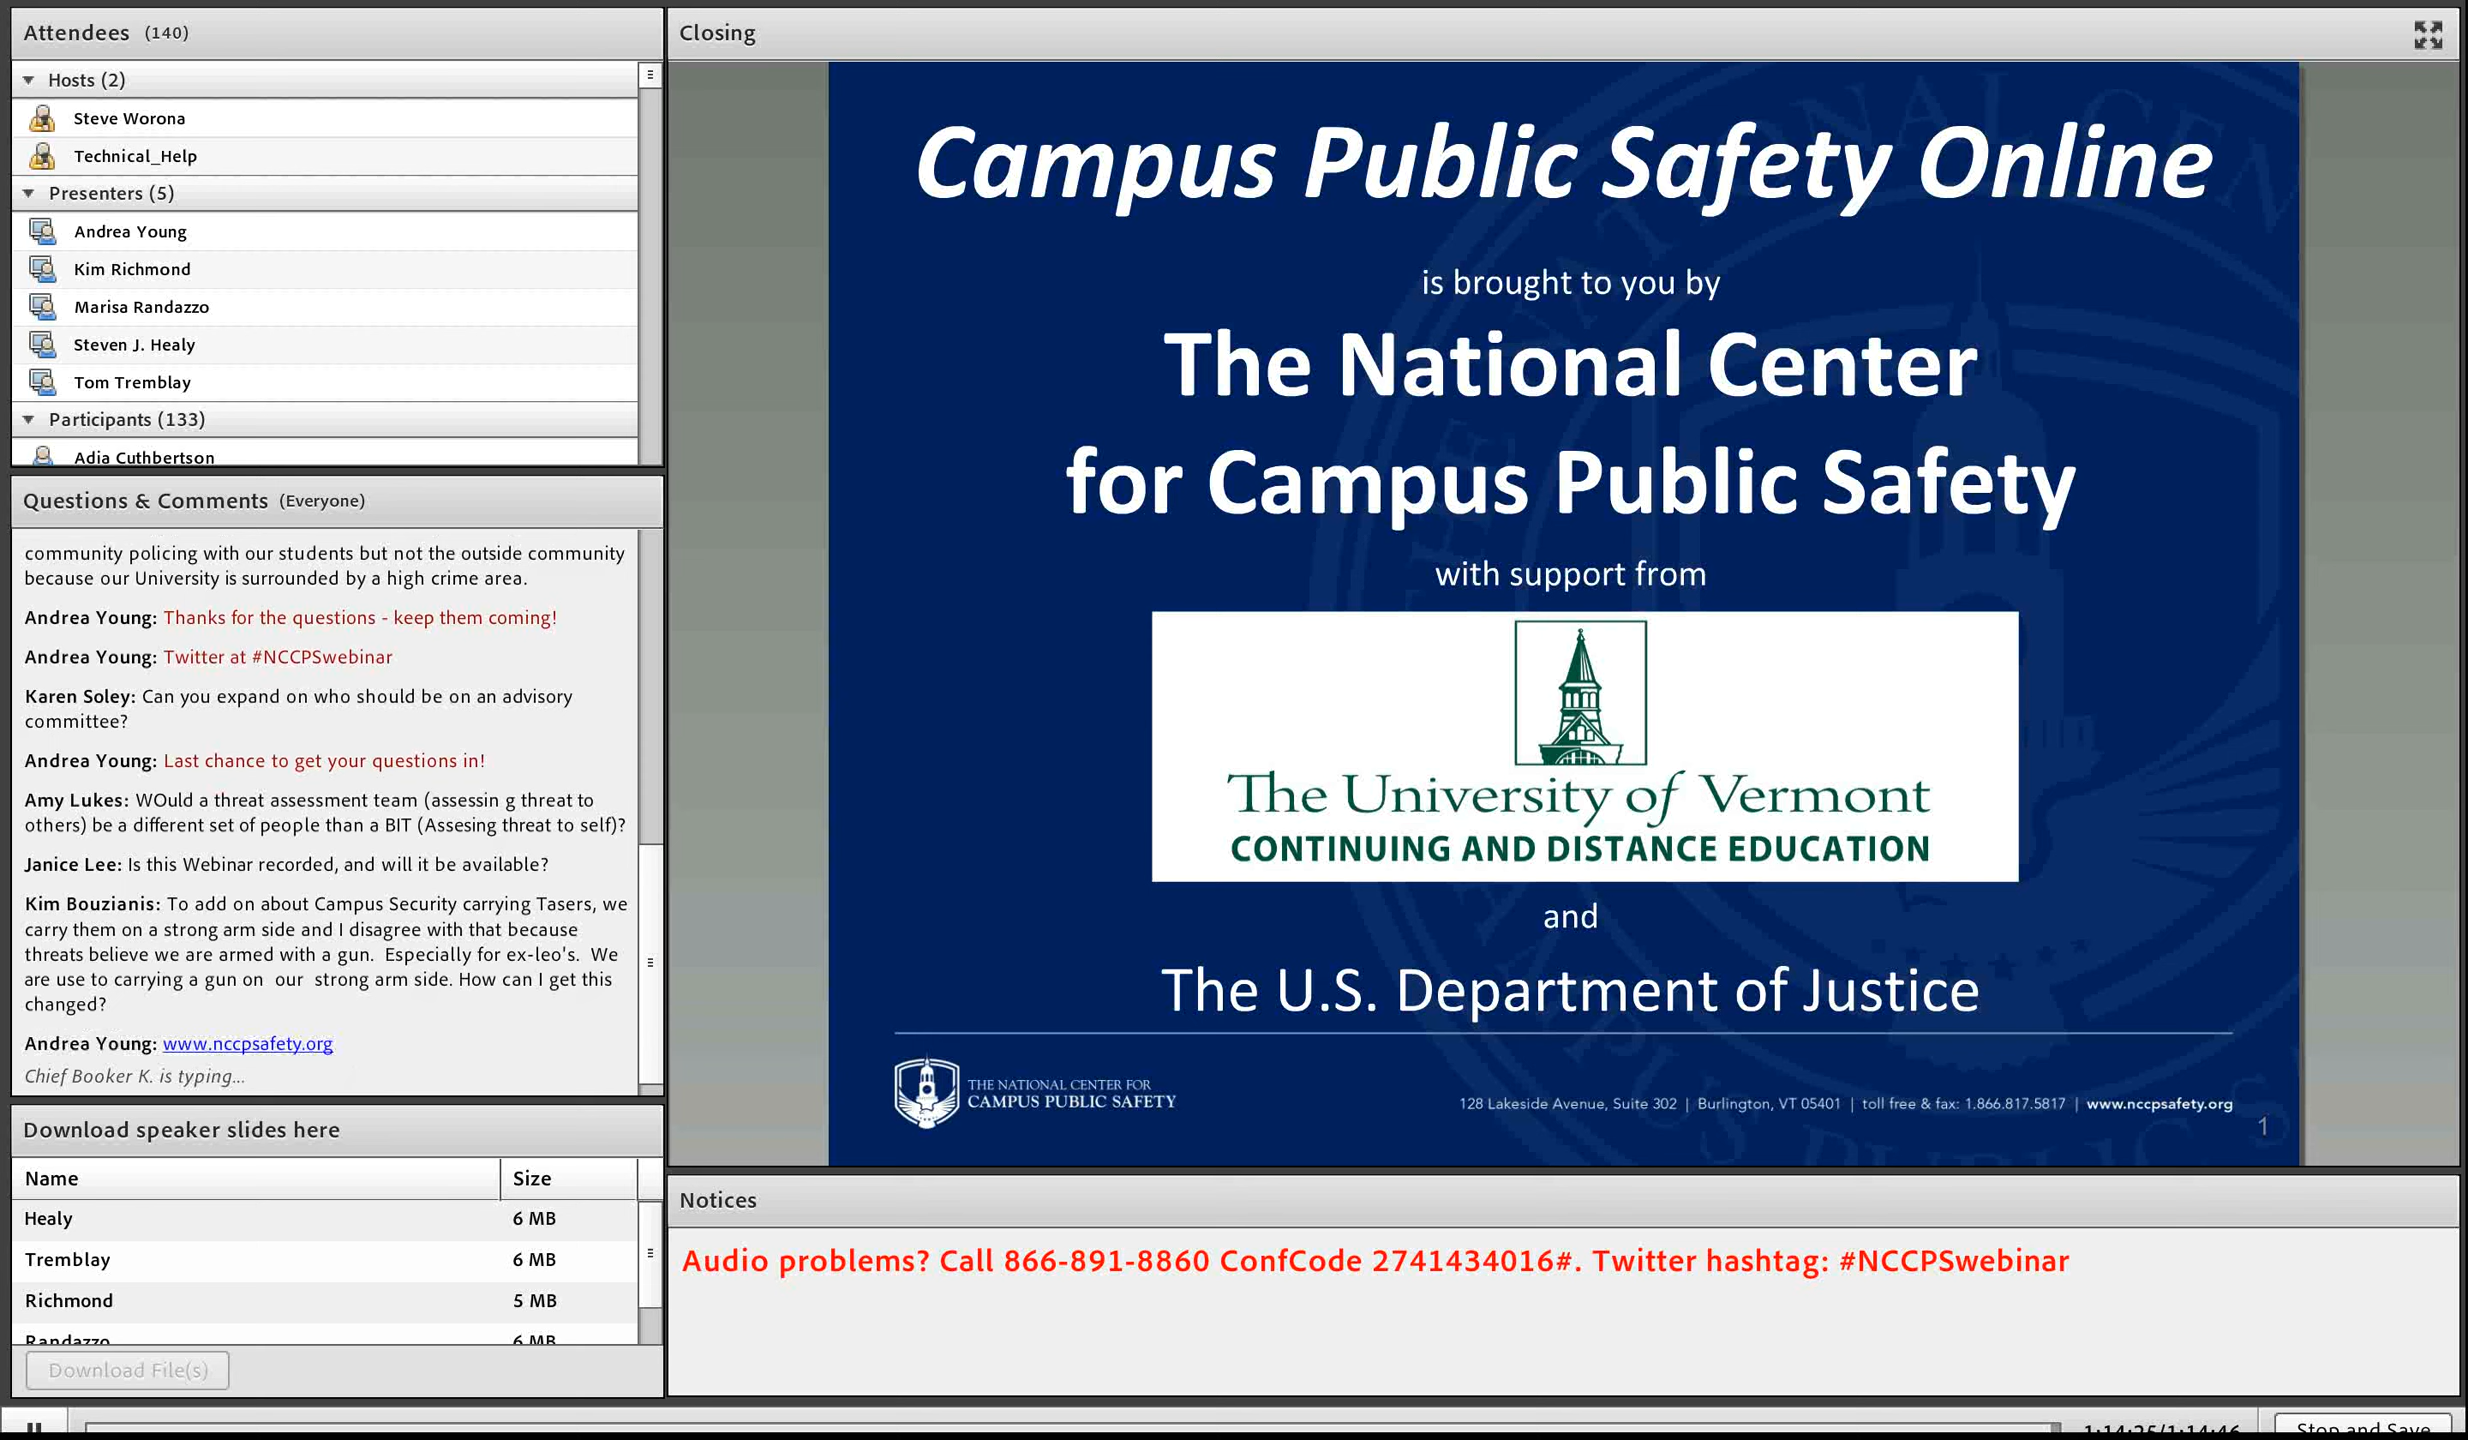 Attendees (140)
Hosts (2)
Steve Worona
Technical_Help
Presenters (5)
Andrea Young
Kim Richmond
Marisa Randazzo
Steven J. Healy
Tom Tremblay
Participants (133)
Adia Cuthbertson
Questions & Comments (Everyone)
community policing with our students but not the outside community
because our University is surrounded by a high crime area.
Andrea Young: Thanks for the questions - keep them coming!
Andrea Young: Twitter at #NCCPSwebinar
Karen Soley: Can you expand on who should be on an advisory
committee?
Andrea Young: Last chance to get your questions in!
Amy Lukes: WOuld a threat assessment team (assessin g threat to
others) be a different set of people than a BIT (Assesing threat to self)?
Janice Lee: Is this Webinar recorded, and will it be available?
Kim Bouzianis: To add on about Campus Security carrying Tasers, we
carry them on a strong arm side and I disagree with that because
threats believe we are armed with a gun. Especially for ex-leo's. We
are use to carrying a gun on our strong arm side. How can I get this
changed?
Andrea Young: www.nccpsafety.org
Chief Booker K. is typing...
Download speaker slides here
Name Size
Healy 6 MB
Tremblay 6 MB
Richmond 5 MB
Randazzo 6 MB
Download File(s)
Closing
Campus Public Safety Online
is brought to you by
The National Center
for Campus Public Safety
with support from
The University of Vermont
CONTINUING AND DISTANCE EDUCATION
and
The U.S. Department of Justice
THE NATIONAL CENTER FOR
CAMPUS PUBLIC SAFETY
128 Lakeside Avenue, Suite 302 | Burlington, VT 05401 | toll free & fax: 1.866.817.5817 | www.nccpsafety.org
1
Notices
Audio problems? Call 866-891-8860 ConfCode 2741434016#. Twitter hashtag: #NCCPSwebinar
1:14:25/1:14:46
Stop and Save